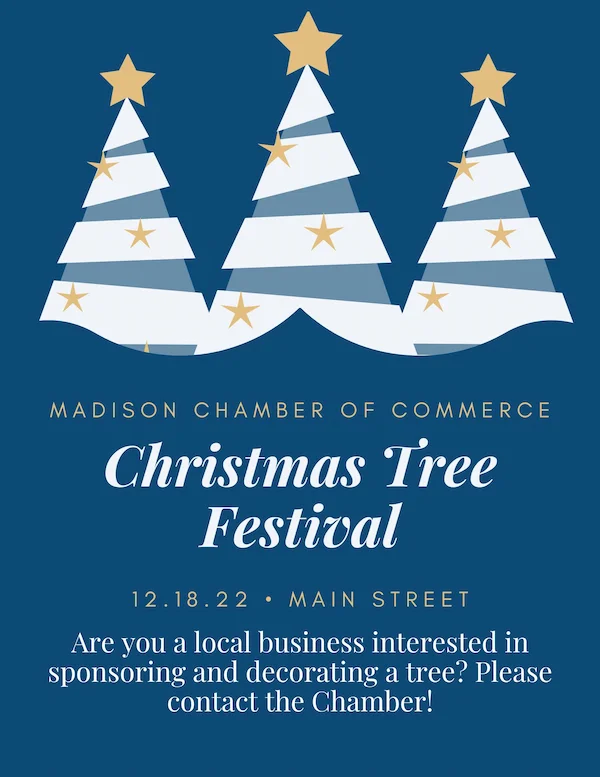 MADISON CHAMBER OF COMMERCE
Christmas Tree
Festival
12.18.22 • MAIN STREET
Are you a local business interested in
sponsoring and decorating a tree? Please
contact the Chamber!